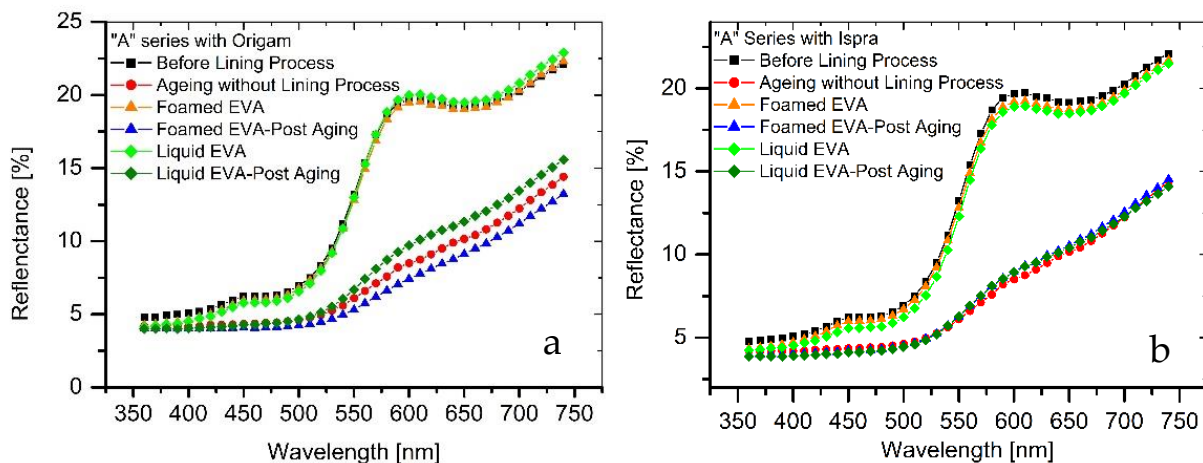 "A" series with Origam
Before Lining Process
Ageing without Lining Process
Foamed EVA
Foamed EVA-Post Aging
Liquid EVA
Liquid EVA-Post Aging
Reflenctance [%]
25
20
15
10
5
0
350 400 450 500 550 600 650 700 750
Wavelength [nm]
a
"A" Series with Ispra
Before Lining Process
Ageing without Lining Process
Foamed EVA
Foamed EVA-Post Aging
Liquid EVA
Liquid EVA-Post Aging
Reflectance [%]
20
15
10
5
350 400 450 500 550 600 650 700 750
Wavelength [nm]
b